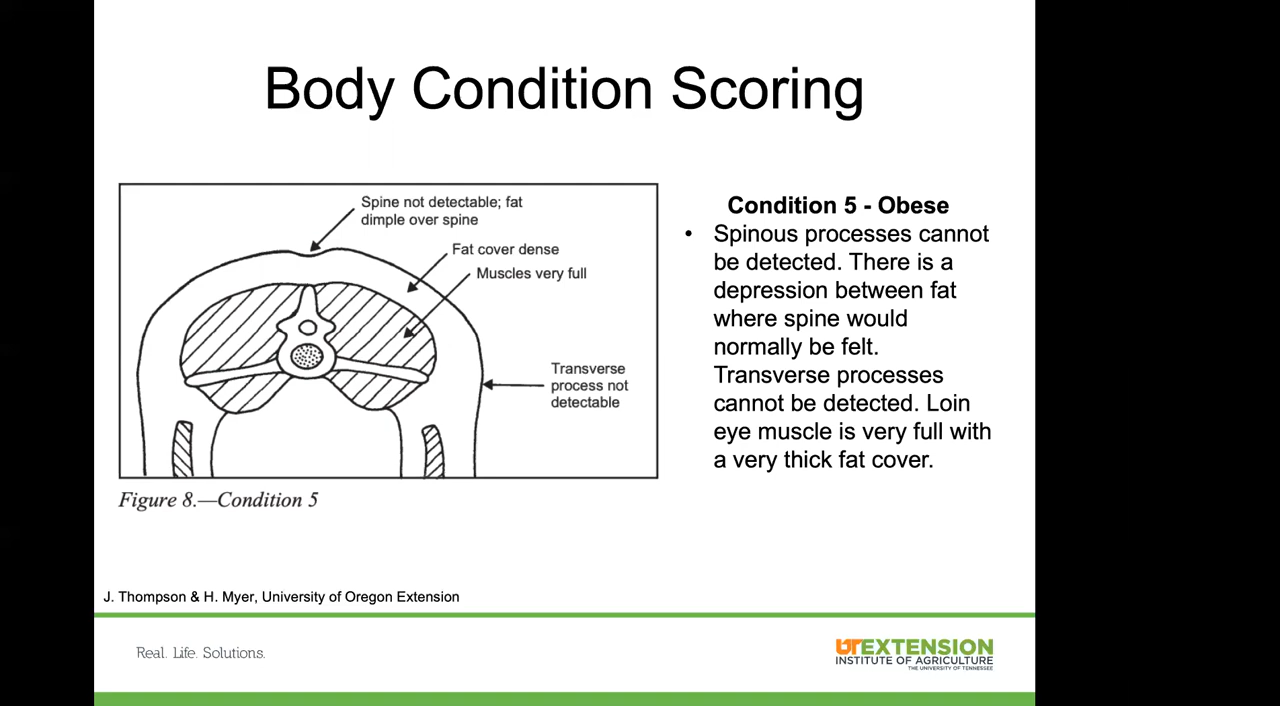 Body Condition Scoring
Spine not detectable; fat
dimple over spine
Fat cover dense
Muscles very full
Transverse
process not
detectable
Figure 8.—Condition 5
Condition 5 - Obese
• Spinous processes cannot
be detected. There is a
depression between fat
where spine would
normally be felt.
Transverse processes
cannot be detected. Loin
eye muscle is very full with
a very thick fat cover.
J. Thompson & H. Myer, University of Oregon Extension
Real. Life. Solutions.
UT EXTENSION
INSTITUTE OF AGRICULTURE
THE UNIVERSITY OF TENNESSEE